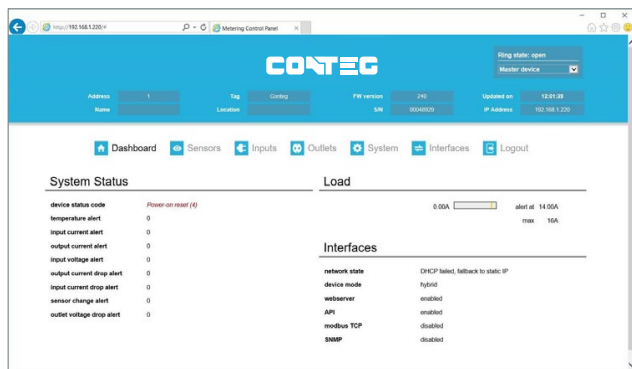 http://192.168.1.220/#
Metering Control Panel
CONTEG
Ring state: open
Master device
Address 1 Tag Conteg FW version 240 Updated on 12:01:39
Name Location S/N 00048929 IP Address 192.168.1.220
Dashboard Sensors Inputs Outlets System Interfaces Logout
System Status
device status code Power-on reset (4)
temperature alert 0
input current alert 0
output current alert 0
input voltage alert 0
output current drop alert 0
input current drop alert 0
sensor change alert 0
outlet voltage drop alert 0
Load
0.00A alert at 14.00A
max 16A
Interfaces
network state DHCP failed, fallback to static IP
device mode hybrid
webserver enabled
API enabled
modbus TCP disabled
SNMP disabled